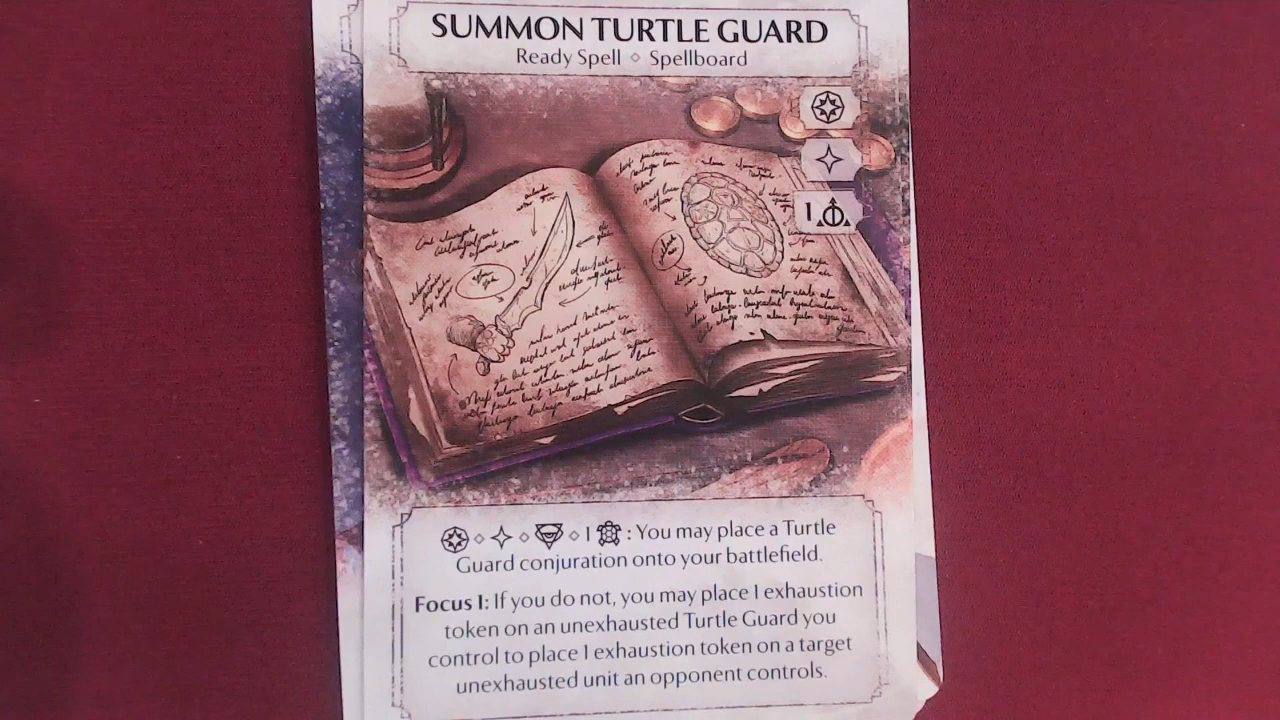 SUMMON TURTLE GUARD
Ready Spell ◇ Spellboard
1
◇ ◇ ◇ 1 : You may place a Turtle
Guard conjuration onto your battlefield.
Focus 1: If you do not, you may place 1 exhaustion
token on an unexhausted Turtle Guard you
control to place 1 exhaustion token on a target
unexhausted unit an opponent controls.